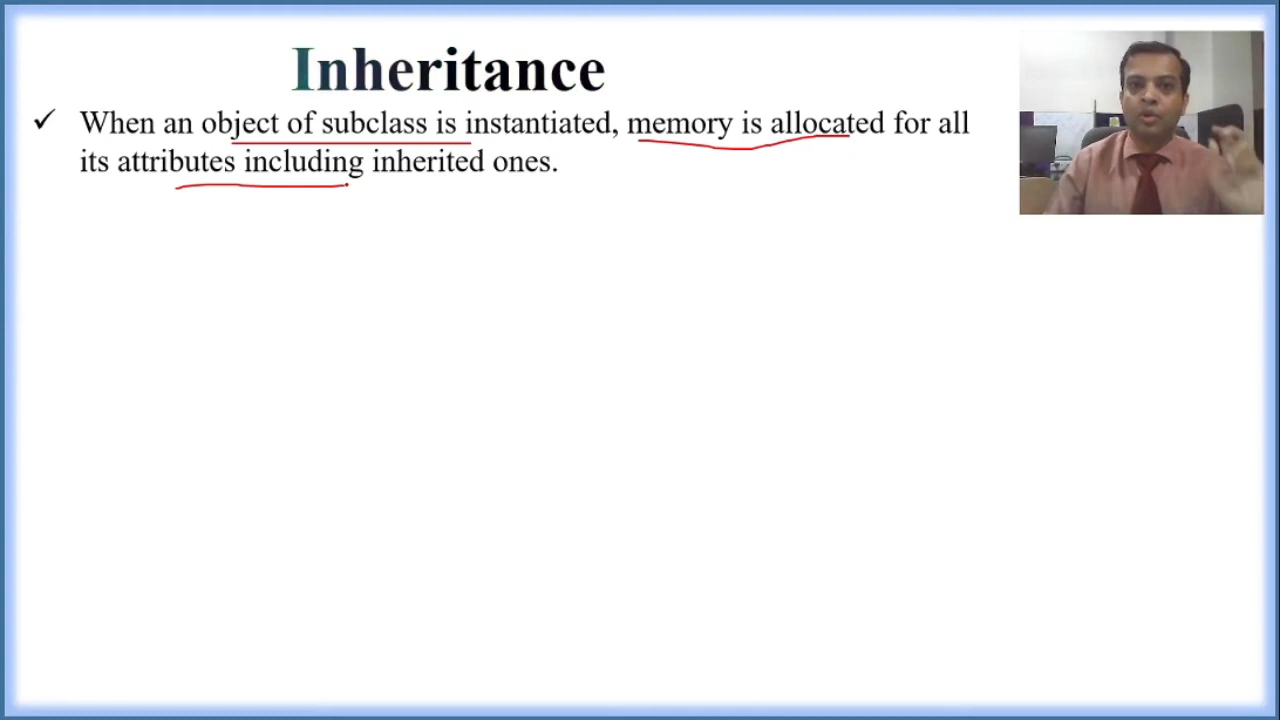 Inheritance
✓ When an object of subclass is instantiated, memory is allocated for all
its attributes including inherited ones.